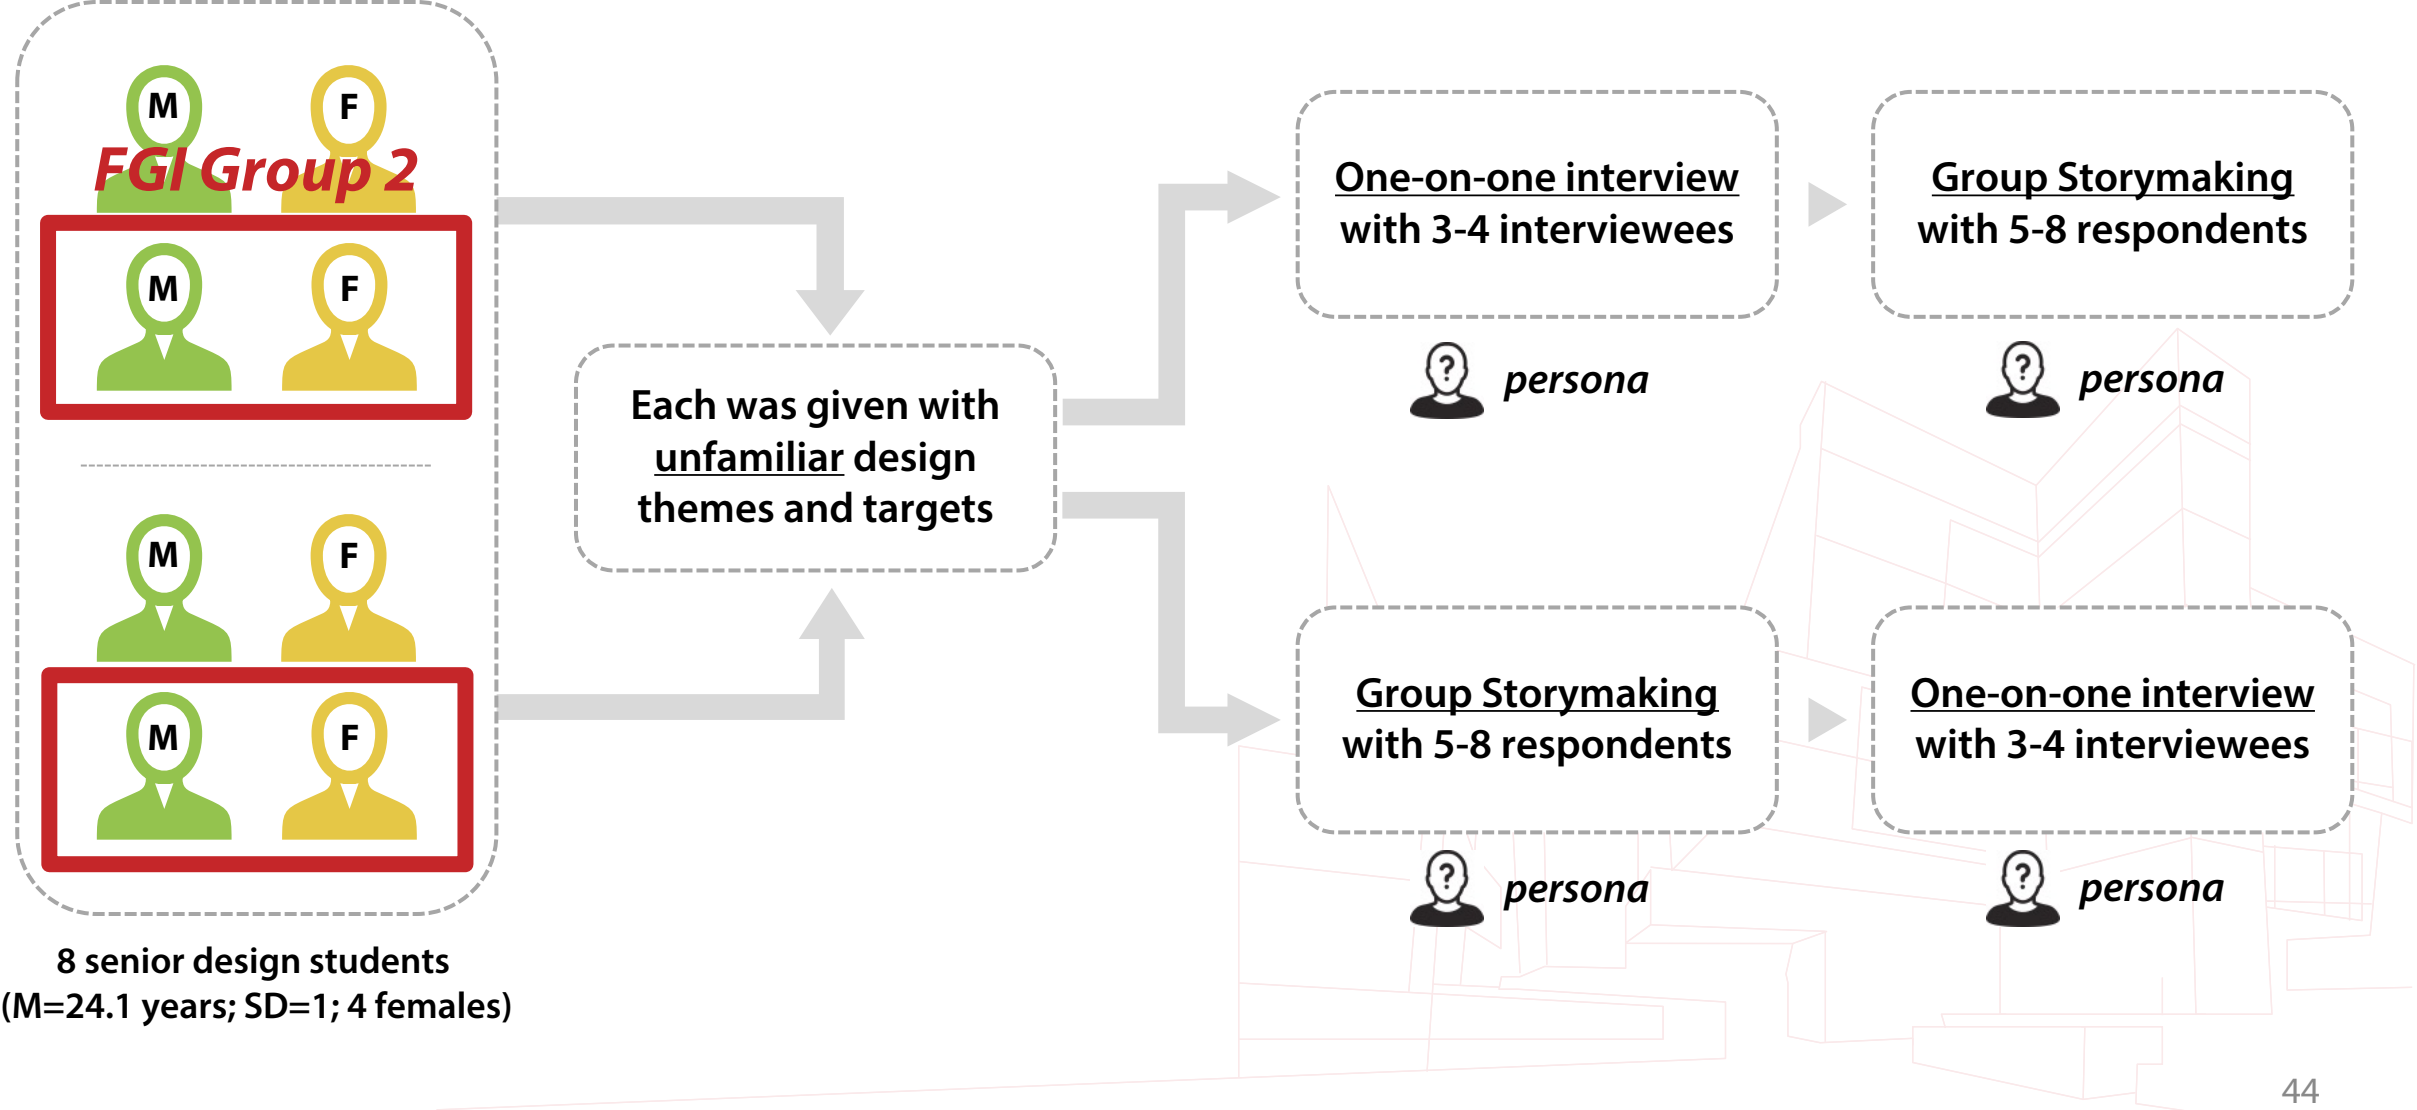 M F
FGI Group 2
M F
M F
M F
8 senior design students
(M=24.1 years; SD=1; 4 females)
Each was given with
unfamiliar design
themes and targets
One-on-one interview
with 3-4 interviewees
? persona
Group Storymaking
with 5-8 respondents
? persona
Group Storymaking
with 5-8 respondents
? persona
One-on-one interview
with 3-4 interviewees
? persona
44